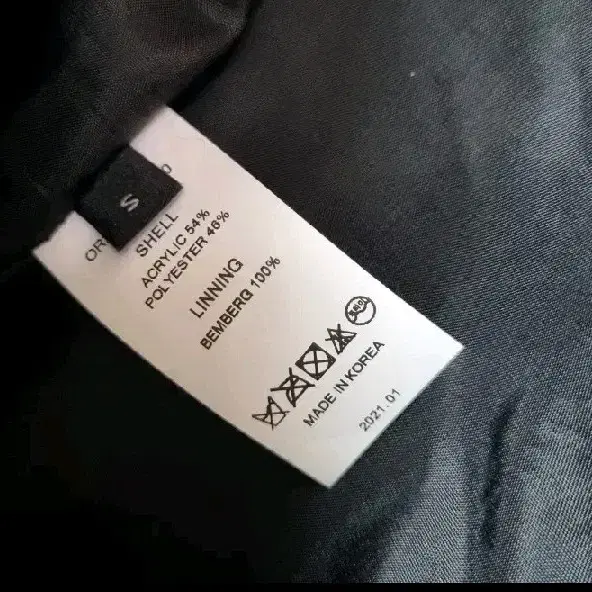 S
SHELL
ACRYLIC 54%
POLYESTER 46%
LINNING
BEMBERG 100%
MADE IN KOREA
2021.01